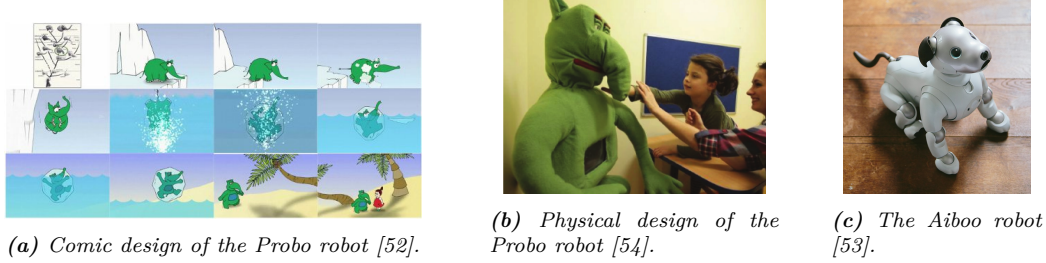 (a) Comic design of the Probo robot [52].
(b) Physical design of the
Probo robot [54].
(c) The Aiboo robot
[53].